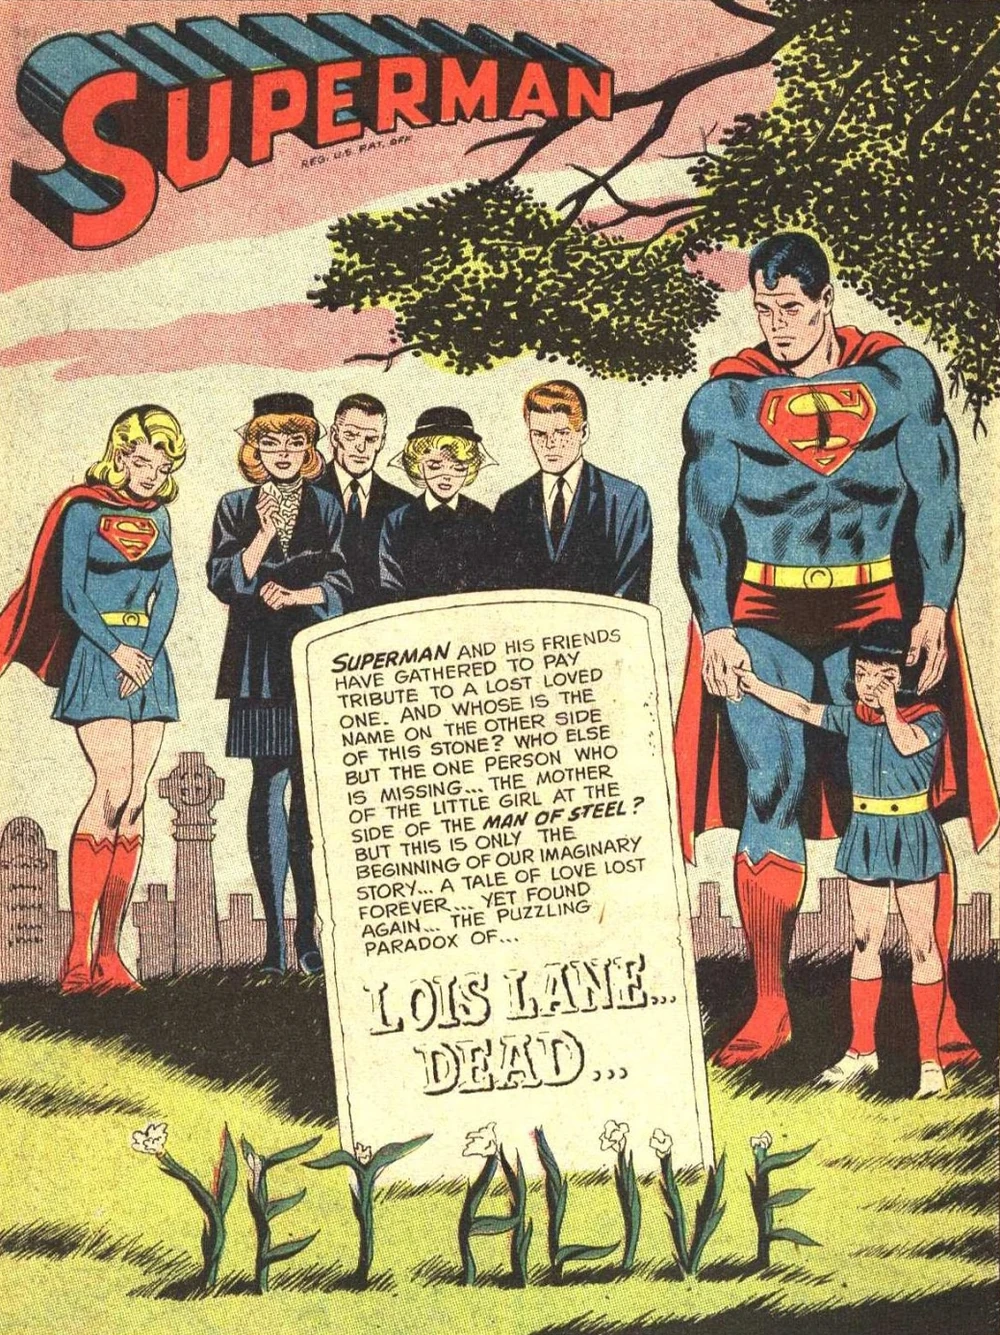 SUPERMAN
REG. U.S. PAT. OFF.
SUPERMAN AND HIS FRIENDS
HAVE GATHERED TO PAY
TRIBUTE TO A LOST LOVED
ONE. AND WHOSE IS THE
NAME ON THE OTHER SIDE
OF THIS STONE? WHO ELSE
BUT THE ONE PERSON WHO
IS MISSING... THE MOTHER
OF THE LITTLE GIRL AT THE
SIDE OF THE MAN OF STEEL?
BUT THIS IS ONLY THE
BEGINNING OF OUR IMAGINARY
STORY... A TALE OF LOVE LOST
FOREVER... YET FOUND
AGAIN... THE PUZZLING
PARADOX OF...
LOIS LANE...
DEAD...
YET ALIVE